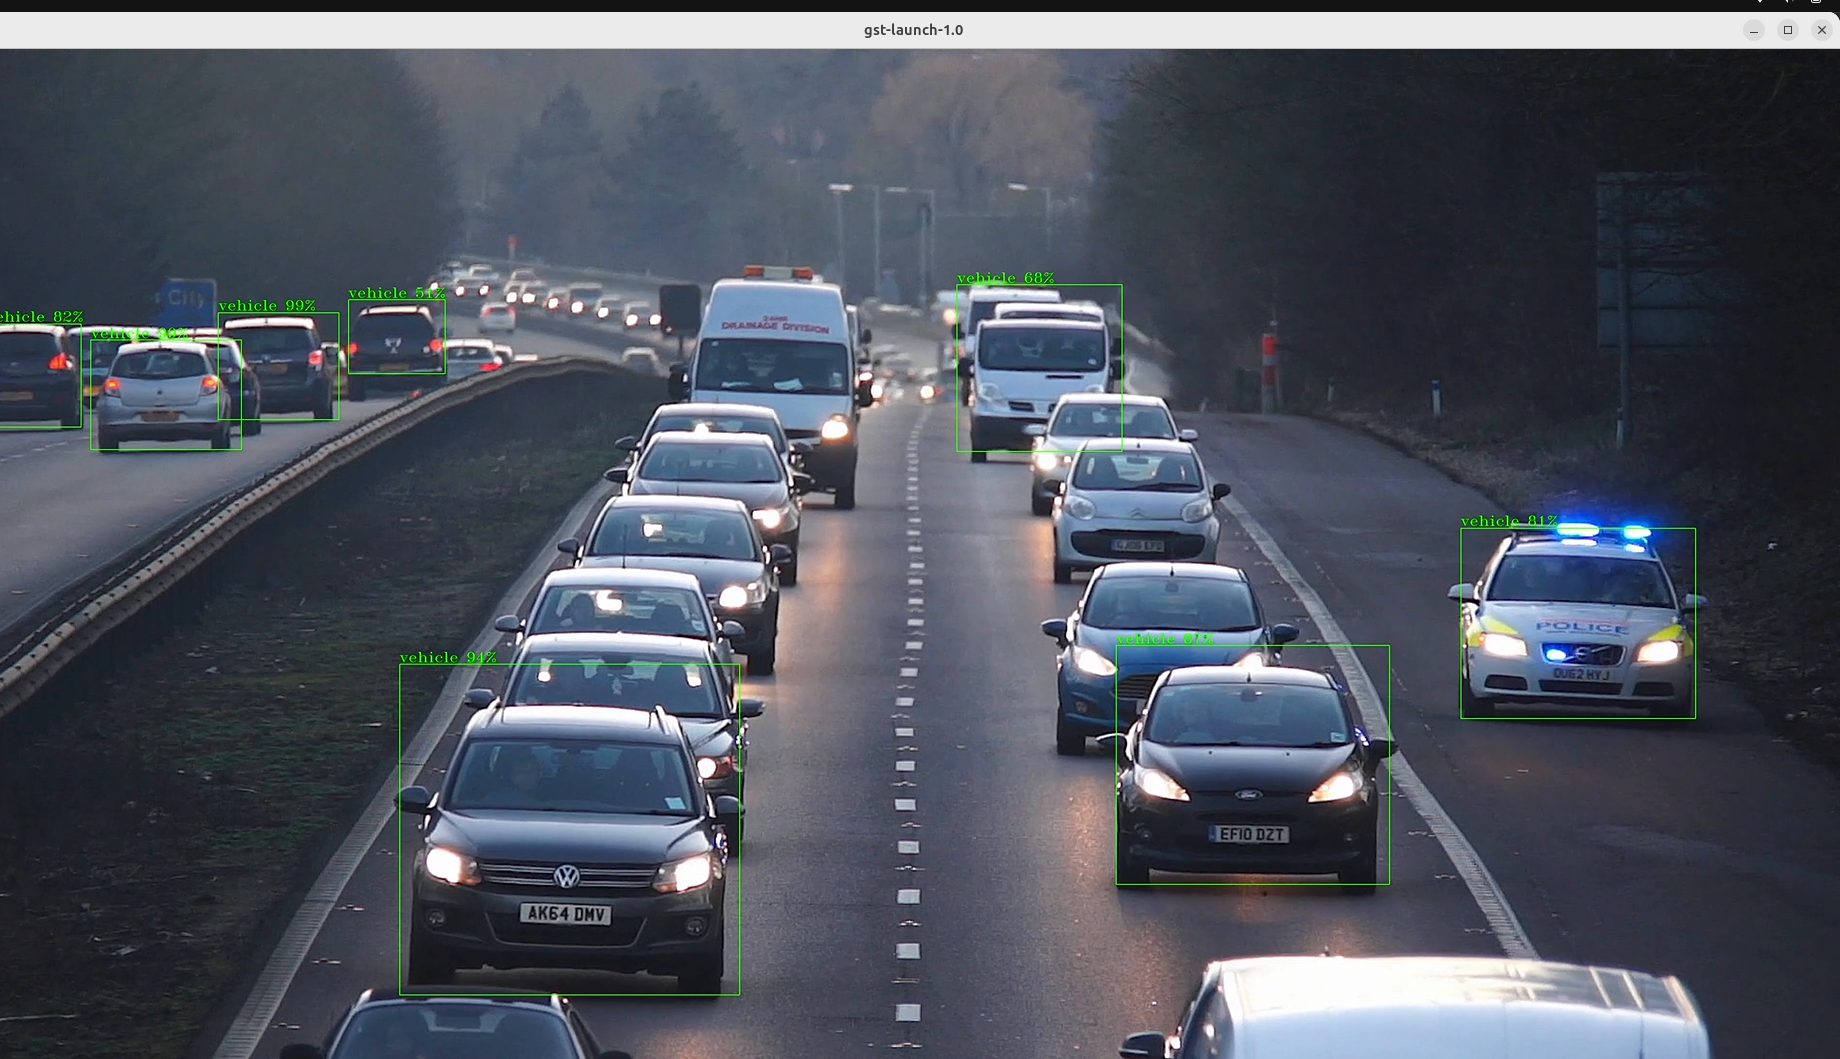 gst-launch-1.0
vehicle 68%
vehicle 51%
City
vehicle 99%
ehicle 82%
DRAINAGE DIVISION
vehicle 81%
POLICE
OU62 HYJ
vehicle
vehicle 94%
EF10 DZT
AK64 DMV